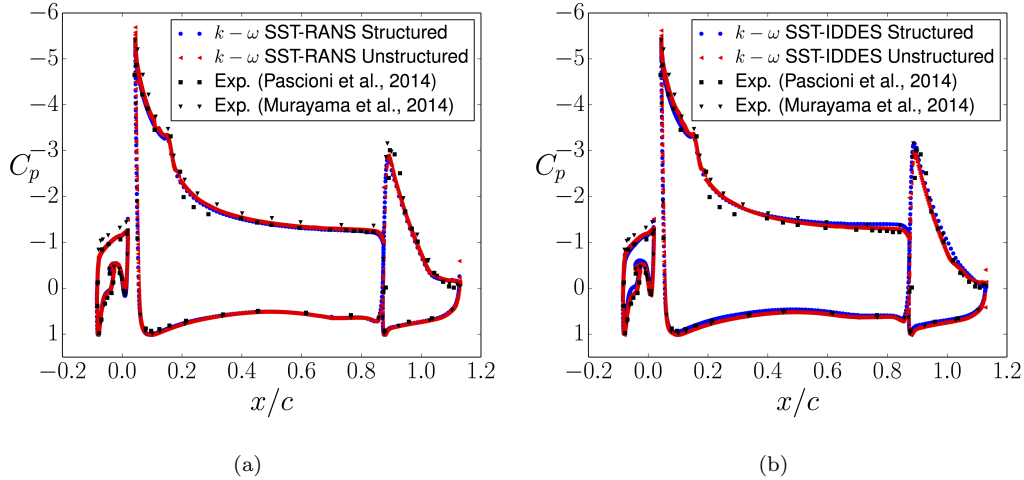 −6
−5
−4
−3
−2
−1
0
1
C_p
−0.2 0.0 0.2 0.4 0.6 0.8 1.0 1.2
x/c
k − ω SST-RANS Structured
k − ω SST-RANS Unstructured
Exp. (Pascioni et al., 2014)
Exp. (Murayama et al., 2014)
(a)
−6
−5
−4
−3
−2
−1
0
1
C_p
−0.2 0.0 0.2 0.4 0.6 0.8 1.0 1.2
x/c
k − ω SST-IDDES Structured
k − ω SST-IDDES Unstructured
Exp. (Pascioni et al., 2014)
Exp. (Murayama et al., 2014)
(b)